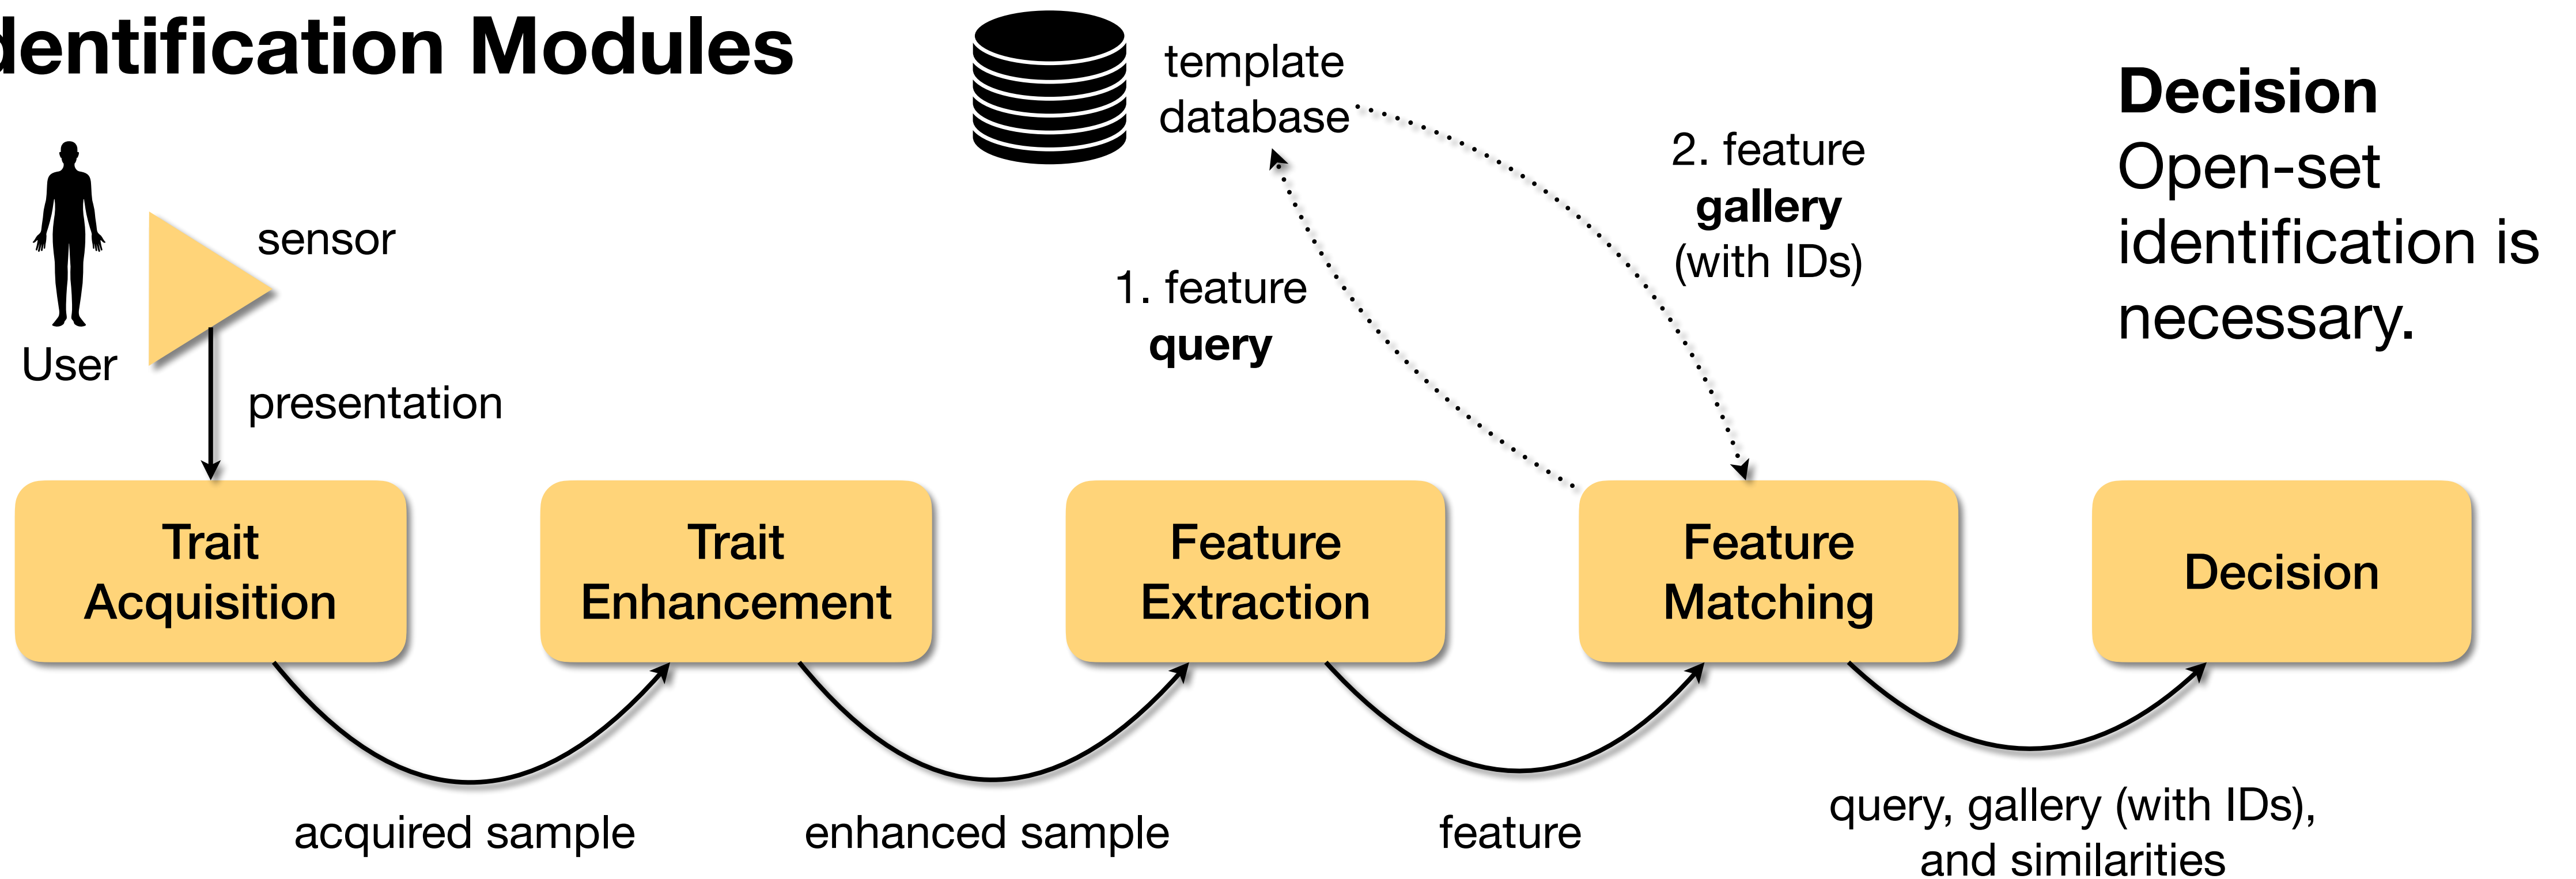 dentification Modules
template
database
Decision
Open-set
identification is
necessary.
2. feature
gallery
(with IDs)
sensor
1. feature
query
User
presentation
Trait
Acquisition
Trait
Enhancement
Feature
Extraction
Feature
Matching
Decision
acquired sample
enhanced sample
feature
query, gallery (with IDs),
and similarities